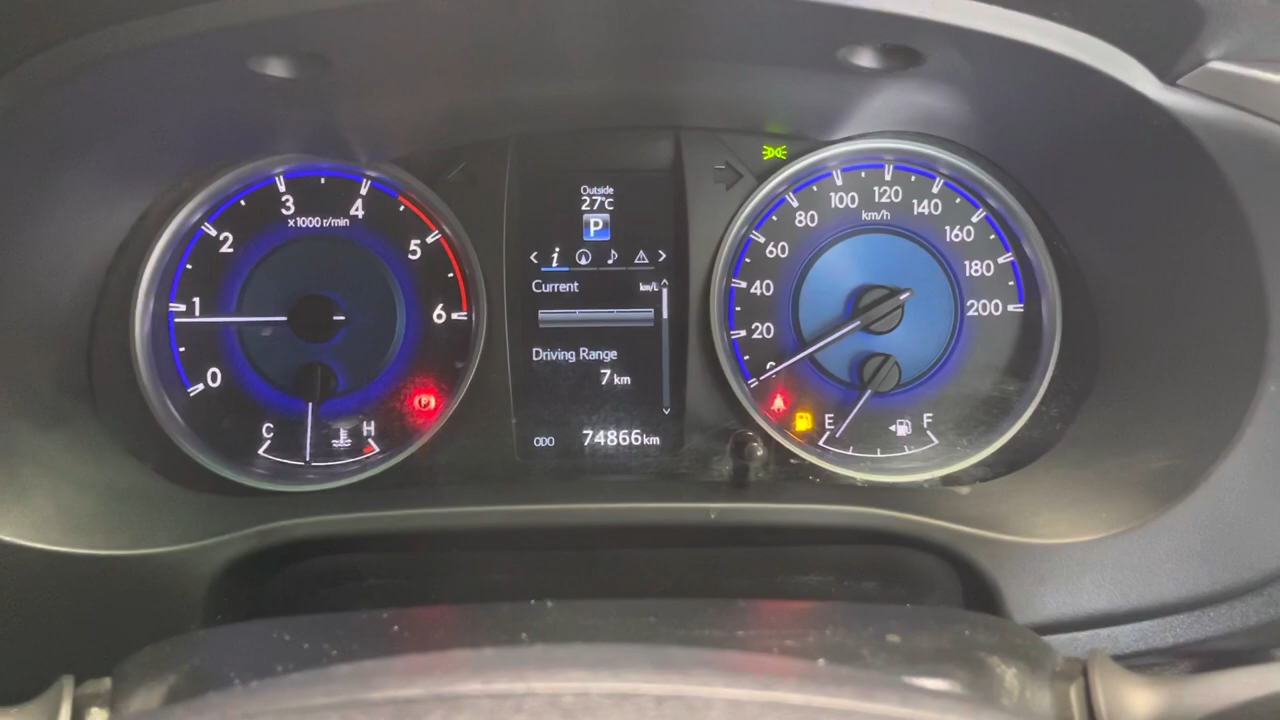 0
1
2
3
4
5
6
x1000 r/min
C
H
P
Outside
27°C
P
i
Current km/L
Driving Range
7 km
ODO 74866 km
20
40
60
80
100
120
140
160
180
200
km/h
E
F